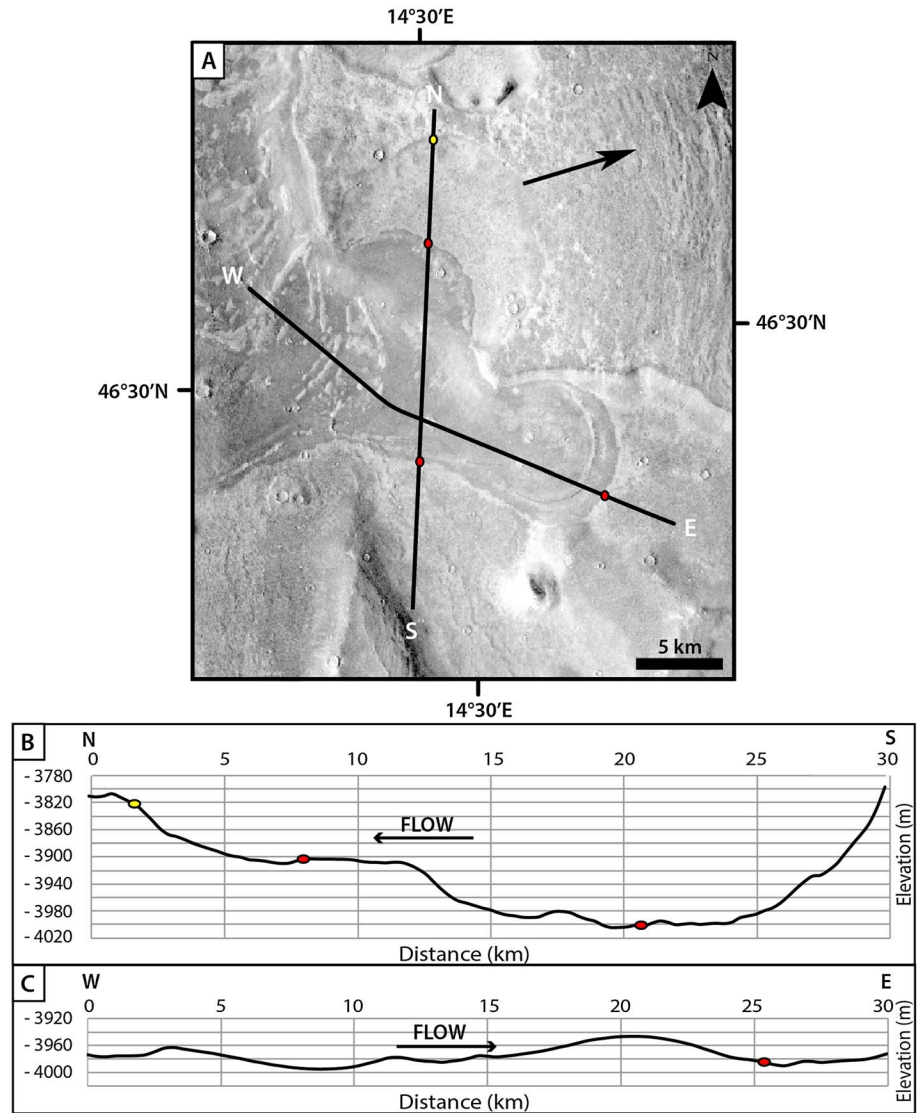 14°30′E
A
N
N
W
46°30′N
46°30′N
E
S
5 km
14°30′E
B
N S
0 5 10 15 20 25 30
- 3780
- 3820
- 3860
- 3900
- 3940
- 3980
- 4020
FLOW
Elevation (m)
Distance (km)
C
W E
0 5 10 15 20 25 30
- 3920
- 3960
- 4000
FLOW
Elevation (m)
Distance (km)